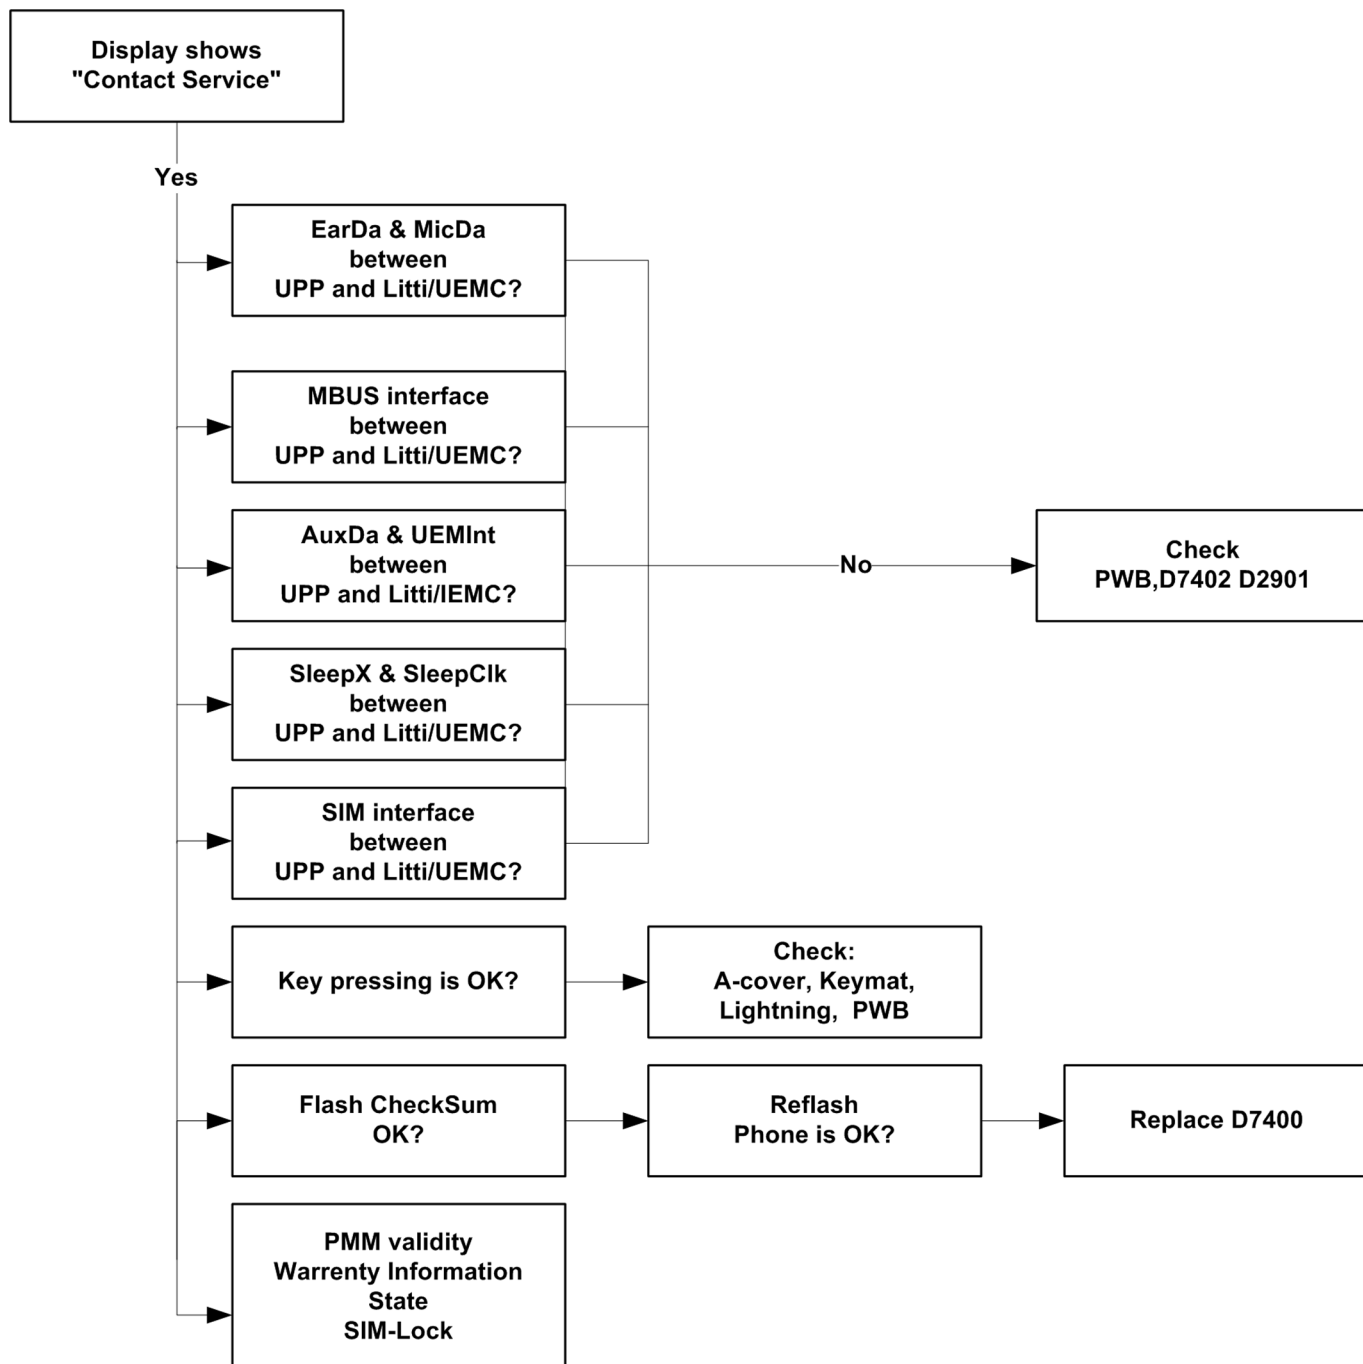 Display shows
"Contact Service"
Yes
EarDa & MicDa
between
UPP and Litti/UEMC?
MBUS interface
between
UPP and Litti/UEMC?
AuxDa & UEMInt
between
UPP and Litti/IEMC?
No
Check
PWB,D7402 D2901
SleepX & SleepClk
between
UPP and Litti/UEMC?
SIM interface
between
UPP and Litti/UEMC?
Key pressing is OK?
Check:
A-cover, Keymat,
Lightning, PWB
Flash CheckSum
OK?
Reflash
Phone is OK?
Replace D7400
PMM validity
Warrenty Information
State
SIM-Lock